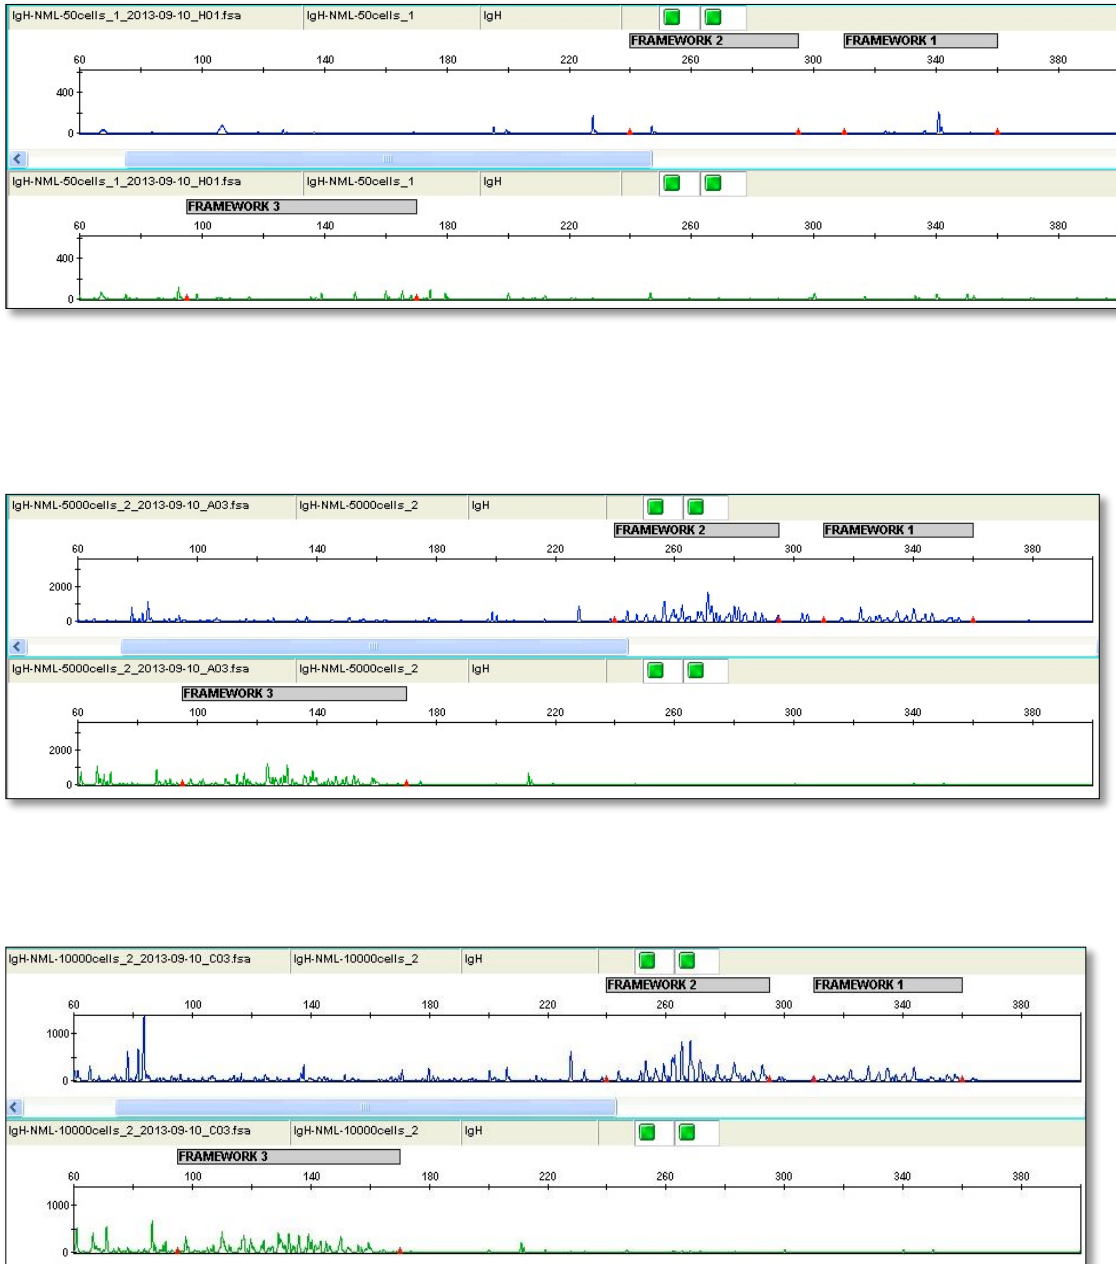 IgH-NML-50cells_1_2013-09-10_H01.fsa IgH-NML-50cells_1 IgH
FRAMEWORK 2 FRAMEWORK 1
60 100 140 180 220 260 300 340 380
400
0
IgH-NML-50cells_1_2013-09-10_H01.fsa IgH-NML-50cells_1 IgH
FRAMEWORK 3
60 100 140 180 220 260 300 340 380
400
0
IgH-NML-5000cells_2_2013-09-10_A03.fsa IgH-NML-5000cells_2 IgH
FRAMEWORK 2 FRAMEWORK 1
60 100 140 180 220 260 300 340 380
2000
0
IgH-NML-5000cells_2_2013-09-10_A03.fsa IgH-NML-5000cells_2 IgH
FRAMEWORK 3
60 100 140 180 220 260 300 340 380
2000
0
IgH-NML-10000cells_2_2013-09-10_C03.fsa IgH-NML-10000cells_2 IgH
FRAMEWORK 2 FRAMEWORK 1
60 100 140 180 220 260 300 340 380
1000
0
IgH-NML-10000cells_2_2013-09-10_C03.fsa IgH-NML-10000cells_2 IgH
FRAMEWORK 3
60 100 140 180 220 260 300 340 380
1000
0